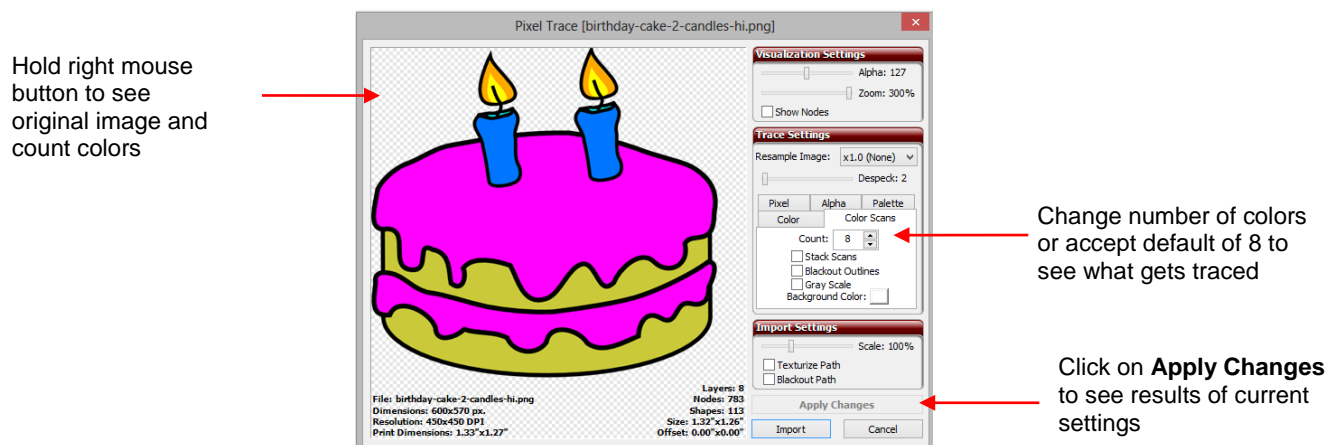 Pixel Trace [birthday-cake-2-candles-hi.png]
Hold right mouse
button to see
original image and
count colors
Visualization Settings
Alpha: 127
Zoom: 300%
Show Nodes
Trace Settings
Resample Image: x1.0 (None)
Despeck: 2
Pixel Alpha Palette
Color Color Scans
Count: 8
Stack Scans
Blackout Outlines
Gray Scale
Background Color:
Change number of colors
or accept default of 8 to
see what gets traced
Import Settings
Scale: 100%
Texturize Path
Blackout Path
Apply Changes
Import Cancel
Click on Apply Changes
to see results of current
settings
File: birthday-cake-2-candles-hi.png
Dimensions: 600x570 px.
Resolution: 450x450 DPI
Print Dimensions: 1.33"x1.27"
Layers: 8
Nodes: 783
Shapes: 113
Size: 1.32"x1.26"
Offset: 0.00"x0.00"